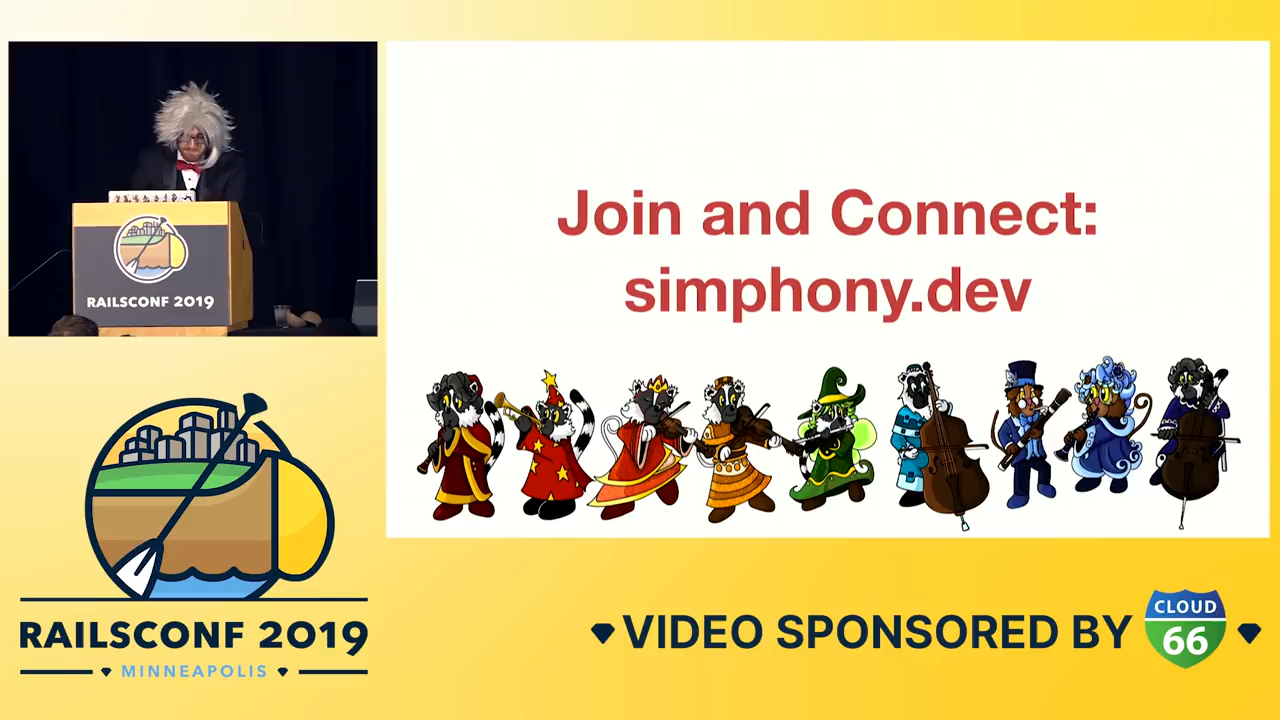 RAILSCONF 2019
Join and Connect:
simphony.dev
RAILSCONF 2019
MINNEAPOLIS
VIDEO SPONSORED BY
CLOUD
66